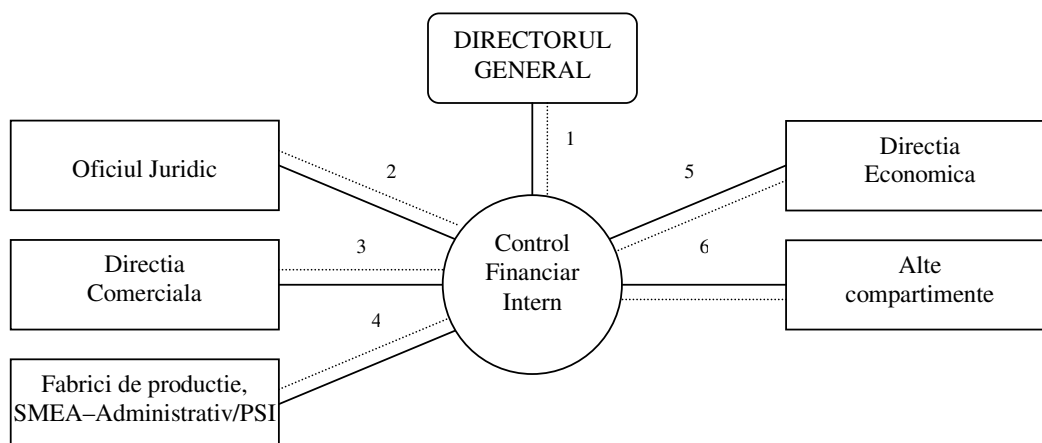 DIRECTORUL
GENERAL
1
Oficiul Juridic
2
5
Directia
Economica
Directia
Comerciala
3
Control
Financiar
Intern
6
Alte
compartimente
4
Fabrici de productie,
SMEA–Administrativ/PSI